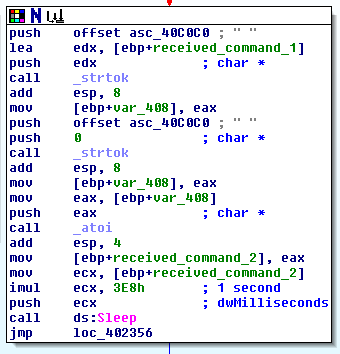 push offset asc_40C0C0 ; " "
lea edx, [ebp+received_command_1]
push edx ; char *
call _strtok
add esp, 8
mov [ebp+var_408], eax
push offset asc_40C0C0 ; " "
push 0 ; char *
call _strtok
add esp, 8
mov [ebp+var_408], eax
mov eax, [ebp+var_408]
push eax ; char *
call _atoi
add esp, 4
mov [ebp+received_command_2], eax
mov ecx, [ebp+received_command_2]
imul ecx, 3E8h ; 1 second
push ecx ; dwMilliseconds
call ds:Sleep
jmp loc_402356